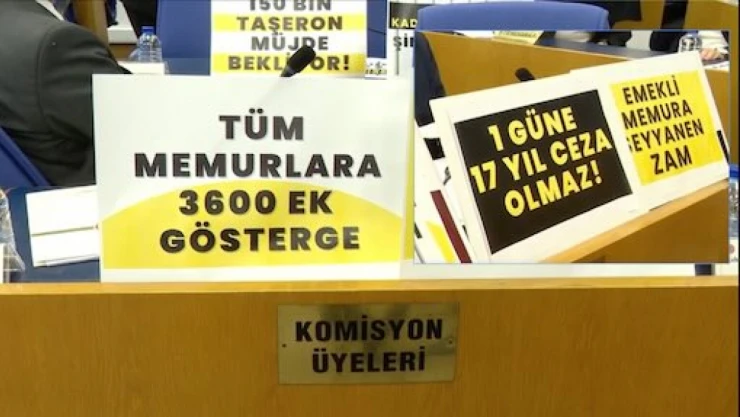 150 BİN
TAŞERON
MÜJDE
BEKLİYOR!
TÜM
MEMURLARA
3600 EK
GÖSTERGE
1 GÜNE
17 YIL CEZA
OLMAZ!
EMEKLİ
MEMURA
SEYYANEN
ZAM
KOMİSYON
ÜYELERİ